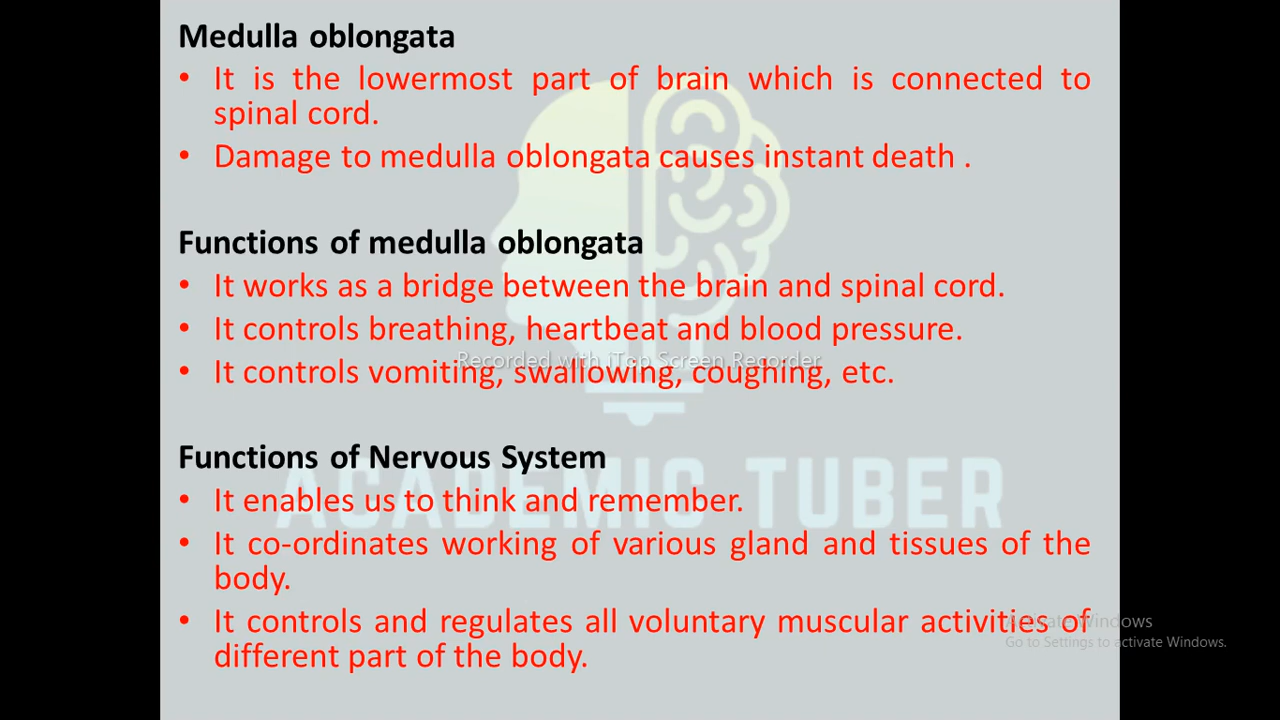 Medulla oblongata
• It is the lowermost part of brain which is connected to
spinal cord.
• Damage to medulla oblongata causes instant death .
Functions of medulla oblongata
• It works as a bridge between the brain and spinal cord.
• It controls breathing, heartbeat and blood pressure.
Recorded with iTop Screen Recorder
• It controls vomiting, swallowing, coughing, etc.
Functions of Nervous System
• It enables us to think and remember.
ACADEMIC TUBER
• It co-ordinates working of various gland and tissues of the
body.
• It controls and regulates all voluntary muscular activities of
different part of the body.
Activate Windows
Go to Settings to activate Windows.